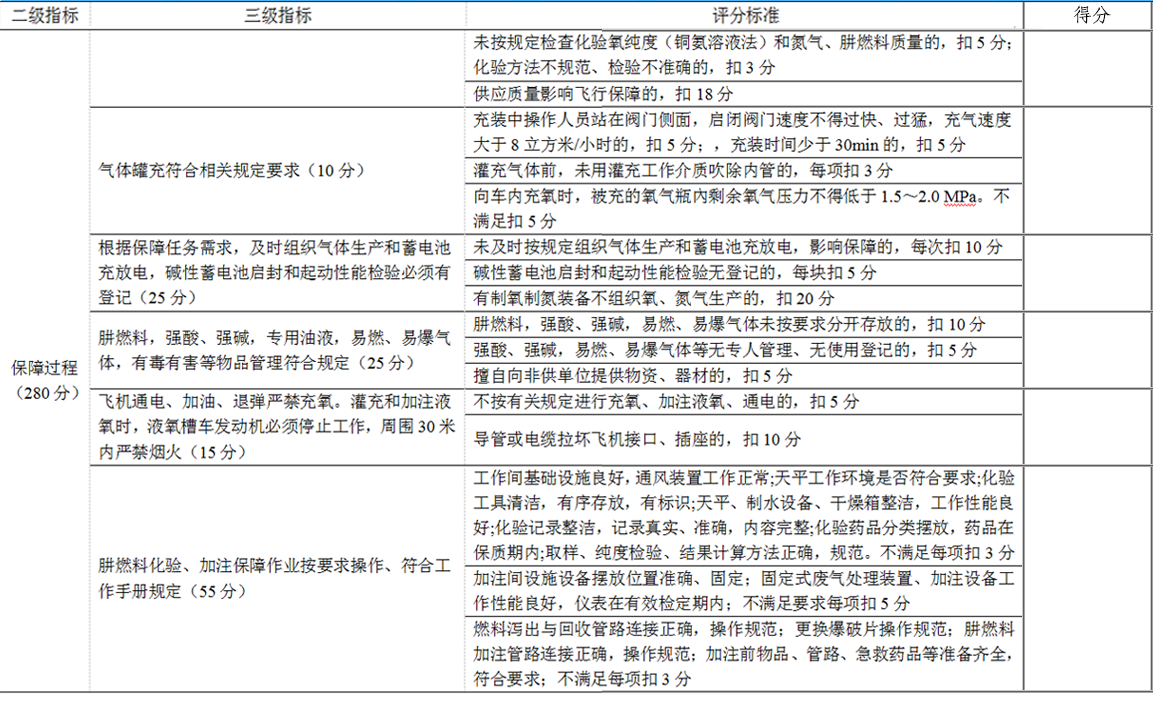 二级指标
三级指标
评分标准
得分
未按规定检查化验氧纯度（铜氨溶液法）和氮气、肼燃料质量的，扣 5 分；
化验方法不规范、检验不准确的，扣 3 分
供应质量影响飞行保障的，扣 18 分
气体罐充符合相关规定要求（10 分）
充装中操作人员站在阀门侧面，启闭阀门速度不得过快、过猛，充气速度
大于 8 立方米/小时的，扣 5 分；，充装时间少于 30min 的，扣 5 分
灌充气体前，未用灌充工作介质吹除内管的，每项扣 3 分
向车内充氧时，被充的氧气瓶内剩余氧气压力不得低于 1.5～2.0 MPa。不
满足扣 5 分
根据保障任务需求，及时组织气体生产和蓄电池
充放电，碱性蓄电池启封和起动性能检验必须有
登记（25 分）
未及时按规定组织气体生产和蓄电池充放电，影响保障的，每次扣 10 分
碱性蓄电池启封和起动性能检验无登记的，每块扣 5 分
有制氧制氮装备不组织氧、氮气生产的，扣 20 分
保障过程
（280 分）
肼燃料，强酸、强碱，专用油液，易燃、易爆气
体，有毒有害等物品管理符合规定（25 分）
肼燃料，强酸、强碱，易燃、易爆气体未按要求分开存放的，扣 10 分
强酸、强碱，易燃、易爆气体等无专人管理、无使用登记的，扣 5 分
擅自向非供单位提供物资、器材的，扣 5 分
飞机通电、加油、退弹严禁充氧。灌充和加注液
氧时，液氧槽车发动机必须停止工作，周围 30 米
内严禁烟火（15 分）
不按有关规定进行充氧、加注液氧、通电的，扣 5 分
导管或电缆拉坏飞机接口、插座的，扣 10 分
肼燃料化验、加注保障作业按要求操作、符合工
作手册规定（55 分）
工作间基础设施良好，通风装置工作正常;天平工作环境是否符合要求;化验
工具清洁，有序存放，有标识;天平、制水设备、干燥箱整洁，工作性能良
好;化验记录整洁，记录真实、准确，内容完整;化验药品分类摆放，药品在
保质期内;取样、纯度检验、结果计算方法正确，规范。不满足每项扣 3 分
加注间设施设备摆放位置准确、固定；固定式废气处理装置、加注设备工
作性能良好，仪表在有效检定期内；不满足要求每项扣 5 分
燃料泻出与回收管路连接正确，操作规范；更换爆破片操作规范；肼燃料
加注管路连接正确，操作规范；加注前物品、管路、急救药品等准备齐全，
符合要求；不满足每项扣 3 分